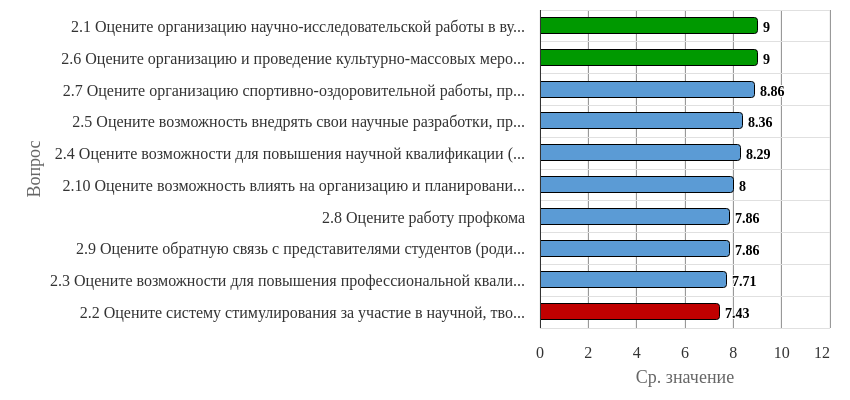 2.1 Оцените организацию научно-исследовательской работы в ву... 9
2.6 Оцените организацию и проведение культурно-массовых меро... 9
2.7 Оцените организацию спортивно-оздоровительной работы, пр... 8.86
2.5 Оцените возможность внедрять свои научные разработки, пр... 8.36
2.4 Оцените возможности для повышения научной квалификации (... 8.29
2.10 Оцените возможность влиять на организацию и планировани... 8
2.8 Оцените работу профкома 7.86
2.9 Оцените обратную связь с представителями студентов (роди... 7.86
2.3 Оцените возможности для повышения профессиональной квали... 7.71
2.2 Оцените систему стимулирования за участие в научной, тво... 7.43
Вопрос
0 2 4 6 8 10 12
Ср. значение